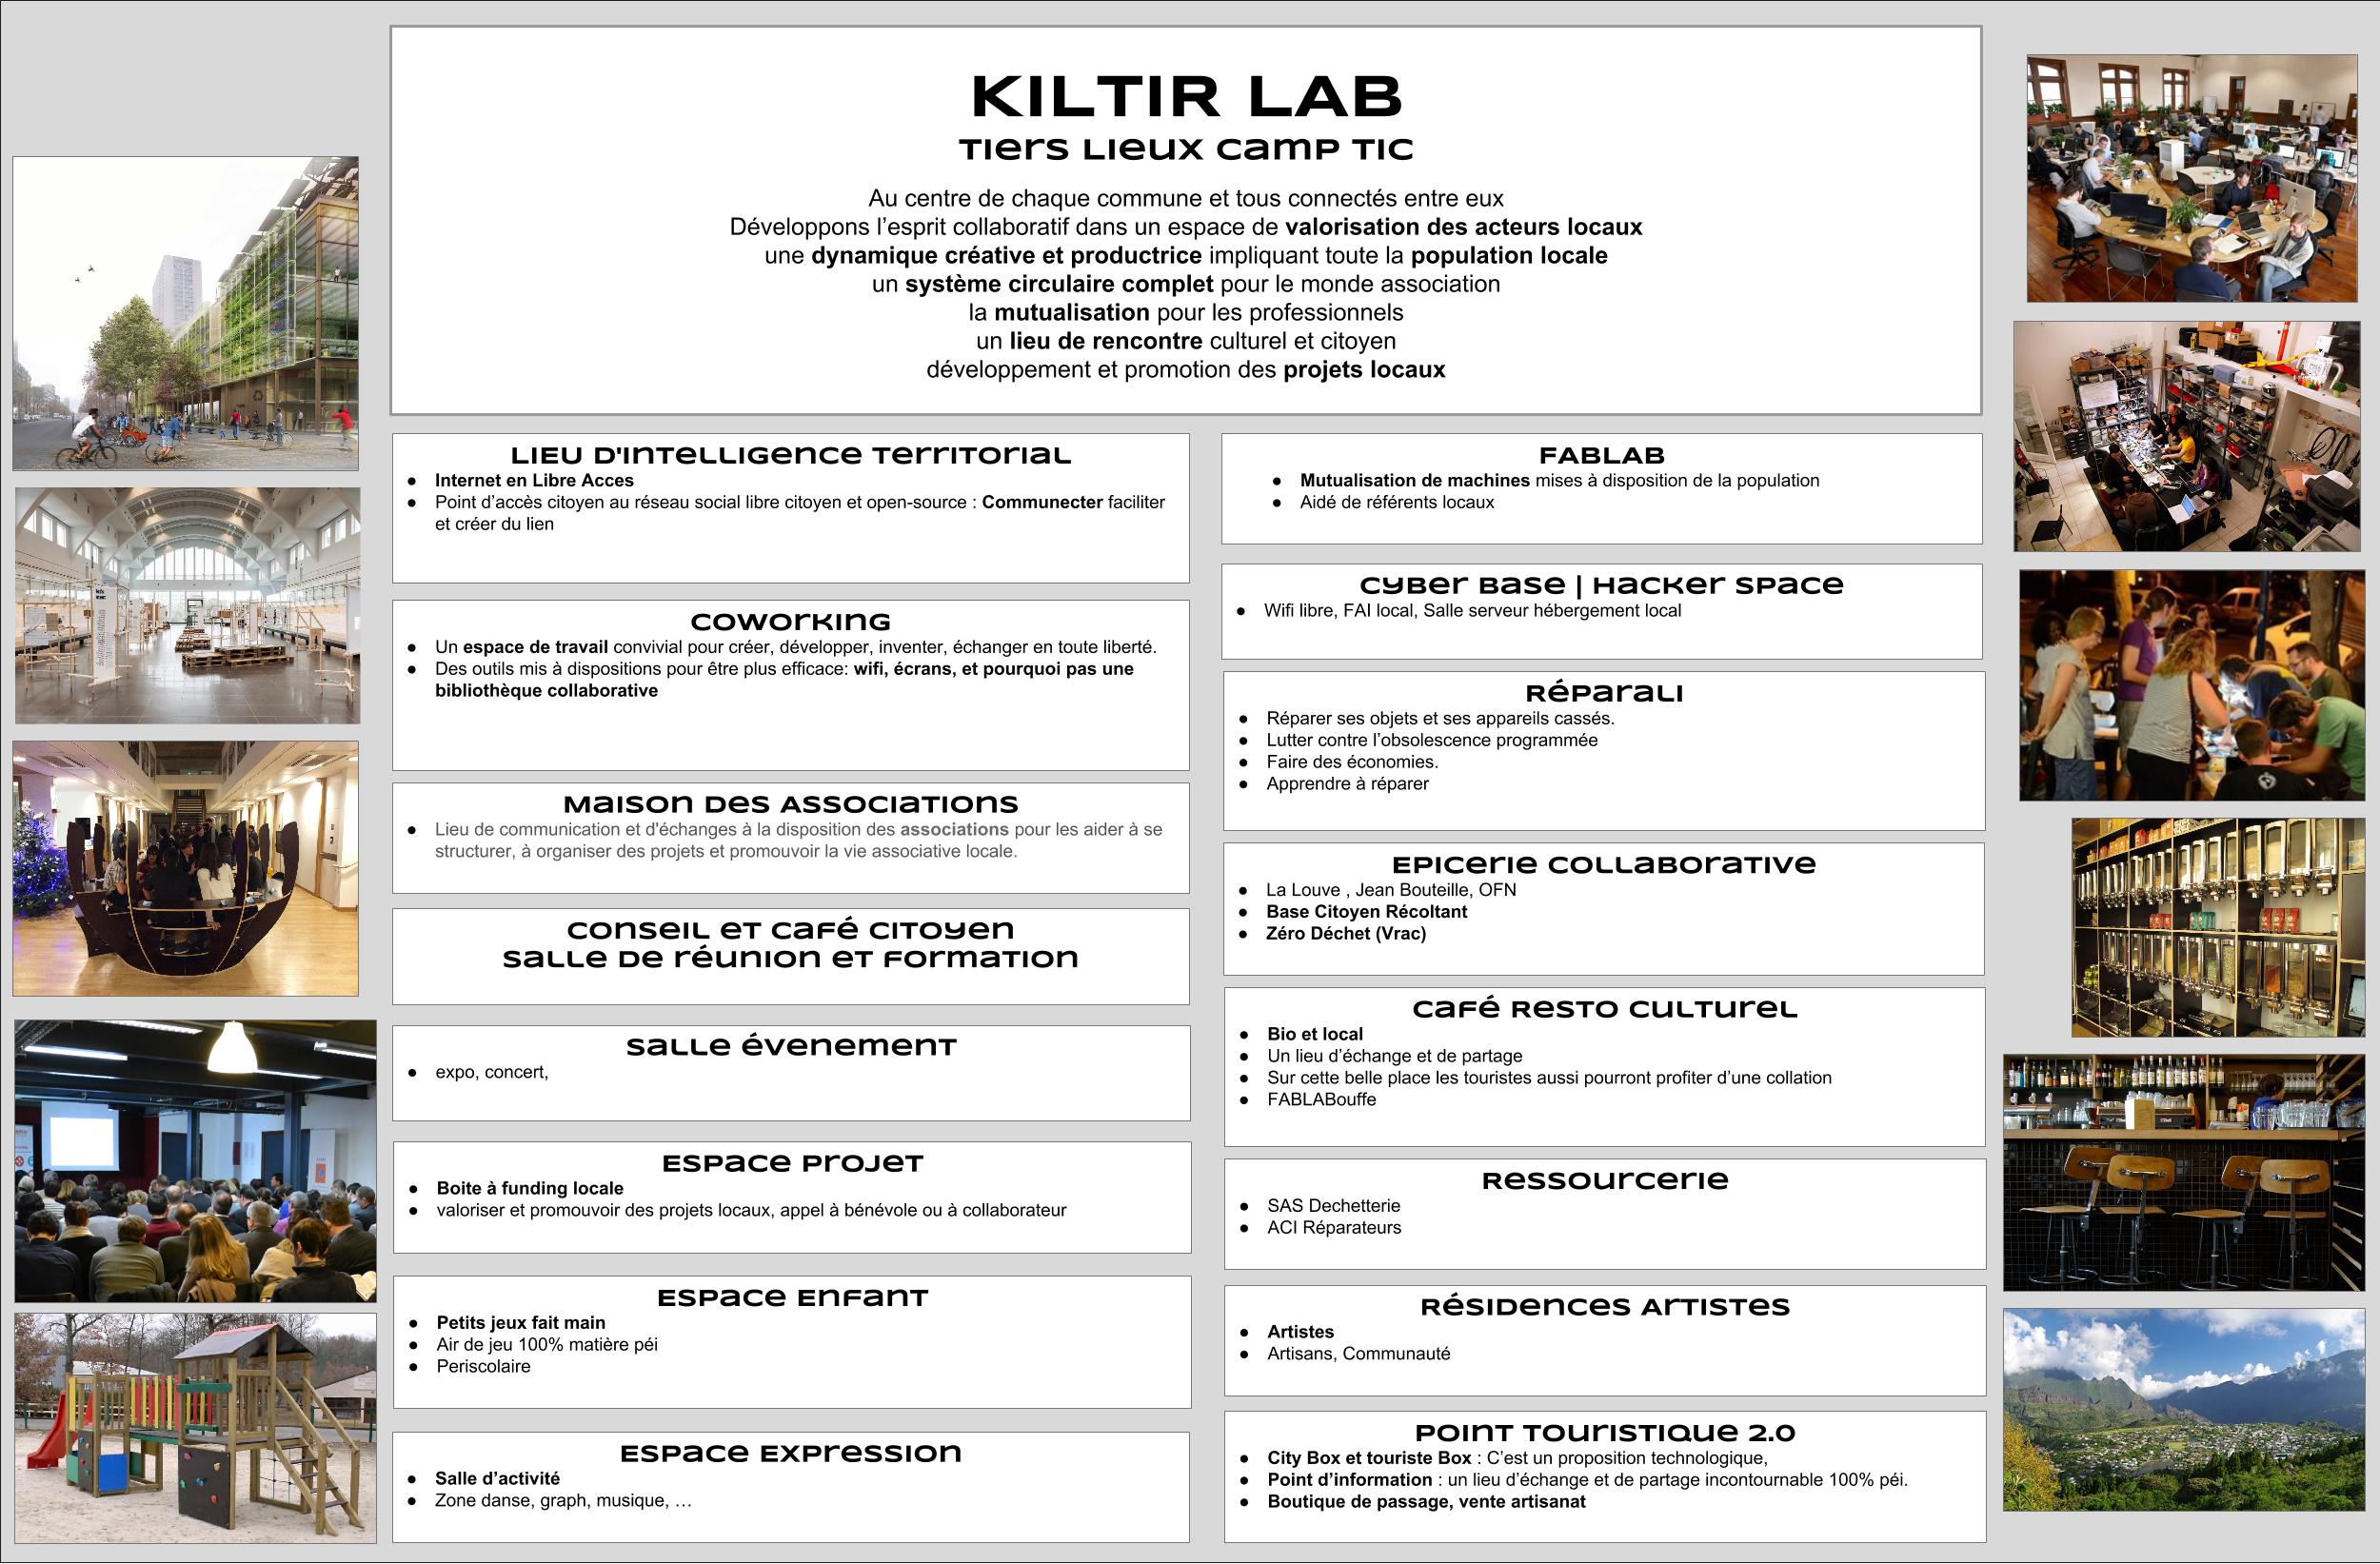 KILTIR LAB
Tiers Lieux Camp TIC
Au centre de chaque commune et tous connectés entre eux
Développons l'esprit collaboratif dans un espace de valorisation des acteurs locaux
une dynamique créative et productrice impliquant toute la population locale
un système circulaire complet pour le monde association
la mutualisation pour les professionnels
un lieu de rencontre culturel et citoyen
développement et promotion des projets locaux
Lieu d'intelligence Territorial
● Internet en Libre Acces
● Point d'accès citoyen au réseau social libre citoyen et open-source : Communecter faciliter
et créer du lien
Coworking
● Un espace de travail convivial pour créer, développer, inventer, échanger en toute liberté.
● Des outils mis à dispositions pour être plus efficace: wifi, écrans, et pourquoi pas une
bibliothèque collaborative
Maison des Associations
● Lieu de communication et d'échanges à la disposition des associations pour les aider à se
structurer, à organiser des projets et promouvoir la vie associative locale.
Conseil et café citoyen
Salle de réunion et formation
Salle évenement
● expo, concert,
Espace Projet
● Boite à funding locale
● valoriser et promouvoir des projets locaux, appel à bénévole ou à collaborateur
Espace Enfant
● Petits jeux fait main
● Air de jeu 100% matière péi
● Periscolaire
Espace Expression
● Salle d'activité
● Zone danse, graph, musique, …
FABLAB
● Mutualisation de machines mises à disposition de la population
● Aidé de référents locaux
Cyber Base | Hacker Space
● Wifi libre, FAI local, Salle serveur hébergement local
Réparali
● Réparer ses objets et ses appareils cassés.
● Lutter contre l'obsolescence programmée
● Faire des économies.
● Apprendre à réparer
Epicerie Collaborative
● La Louve , Jean Bouteille, OFN
● Base Citoyen Récoltant
● Zéro Déchet (Vrac)
Café Resto Culturel
● Bio et local
● Un lieu d'échange et de partage
● Sur cette belle place les touristes aussi pourront profiter d'une collation
● FABLABouffe
Ressourcerie
● SAS Dechetterie
● ACI Réparateurs
Résidences Artistes
● Artistes
● Artisans, Communauté
Point Touristique 2.0
● City Box et touriste Box : C'est un proposition technologique,
● Point d'information : un lieu d'échange et de partage incontournable 100% péi.
● Boutique de passage, vente artisanat